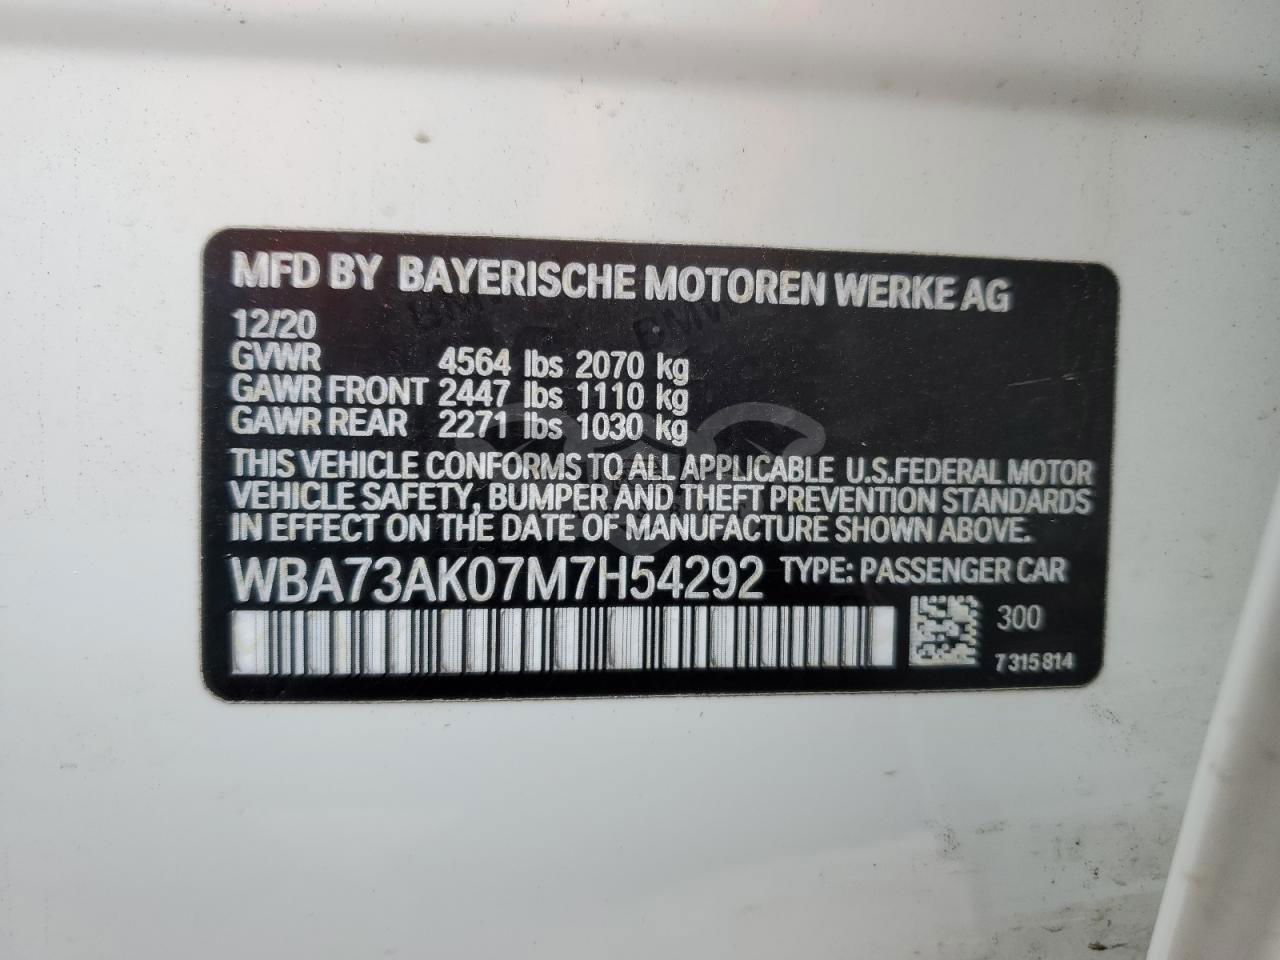 MFD BY BAYERISCHE MOTOREN WERKE AG
12/20
GVWR 4564 lbs 2070 kg
GAWR FRONT 2447 lbs 1110 kg
GAWR REAR 2271 lbs 1030 kg
THIS VEHICLE CONFORMS TO ALL APPLICABLE U.S.FEDERAL MOTOR
VEHICLE SAFETY, BUMPER AND THEFT PREVENTION STANDARDS
IN EFFECT ON THE DATE OF MANUFACTURE SHOWN ABOVE.
WBA73AK07M7H54292 TYPE: PASSENGER CAR
300
7 315 814